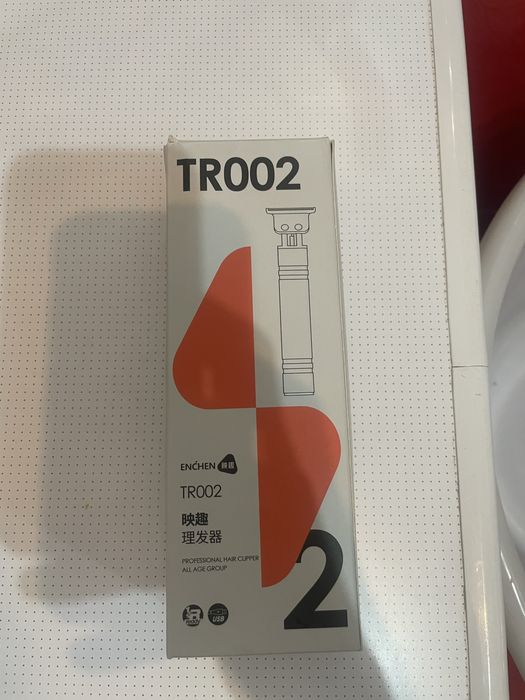 TR002
ENCHEN 映趣
TR002
映趣
理发器
PROFESSIONAL HAIR CLIPPER
ALL AGE GROUP
USB
2